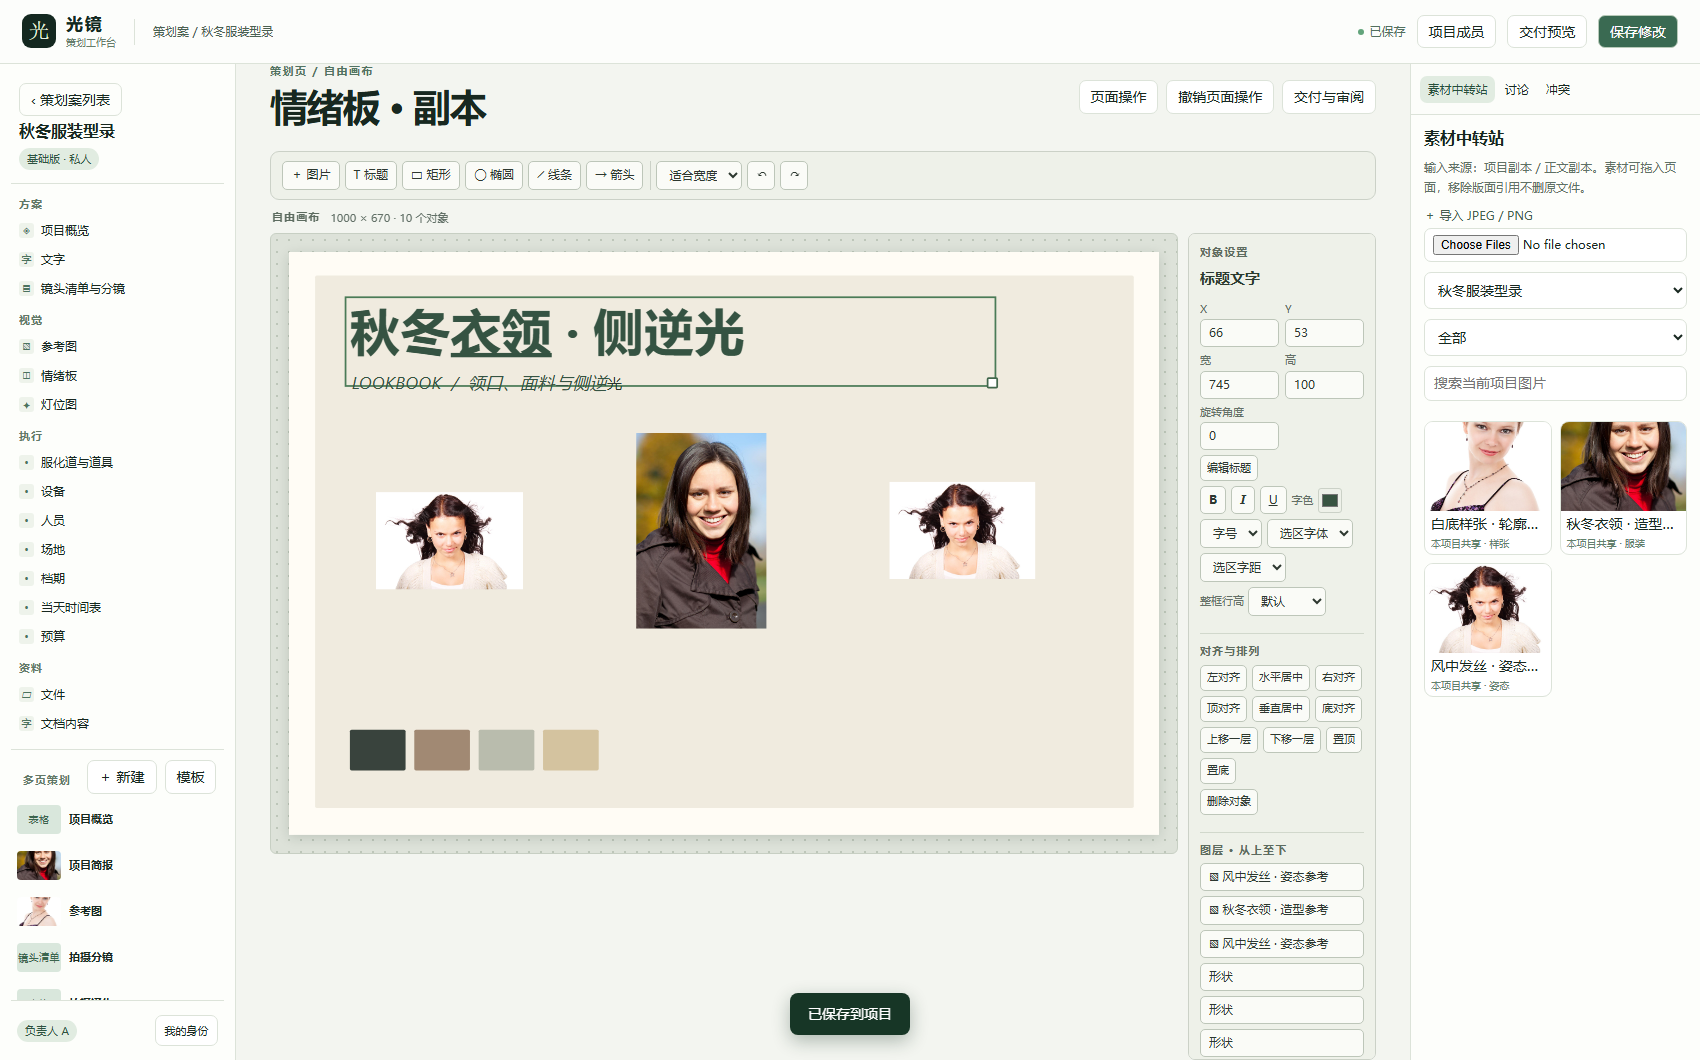 光
光镜
策划工作台
策划案 / 秋冬服装型录
已保存
项目成员
交付预览
保存修改
‹ 策划案列表
秋冬服装型录
基础版 · 私人
方案
项目概览
字 文字
镜头清单与分镜
视觉
参考图
情绪板
灯位图
执行
服化道与道具
设备
人员
场地
档期
当天时间表
预算
资料
文件
字 文档内容
多页策划
+ 新建
模板
表格 项目概览
项目简报
参考图
镜头清单 拍摄分镜
负责人 A
我的身份
策划页 / 自由画布
情绪板 • 副本
页面操作
撤销页面操作
交付与审阅
+ 图片
T 标题
矩形
椭圆
线条
箭头
适合宽度
自由画布 1000 × 670 · 10 个对象
秋冬衣领 · 侧逆光
LOOKBOOK / 领口、面料与侧逆光
已保存到项目
对象设置
标题文字
X Y
66 53
宽 高
745 100
旋转角度
0
编辑标题
B I U 字色
字号 选区字体
选区字距
整框行高 默认
对齐与排列
左对齐 水平居中 右对齐
顶对齐 垂直居中 底对齐
上移一层 下移一层 置顶
置底
删除对象
图层 • 从上至下
风中发丝 · 姿态参考
秋冬衣领 · 造型参考
风中发丝 · 姿态参考
形状
形状
形状
素材中转站 讨论 冲突
素材中转站
输入来源：项目副本 / 正文副本。素材可拖入页
面，移除版面引用不删原文件。
+ 导入 JPEG / PNG
Choose Files No file chosen
秋冬服装型录
全部
搜索当前项目图片
白底样张 · 轮廓...
本项目共享 · 样张
秋冬衣领 · 造型...
本项目共享 · 服装
风中发丝 · 姿态...
本项目共享 · 姿态